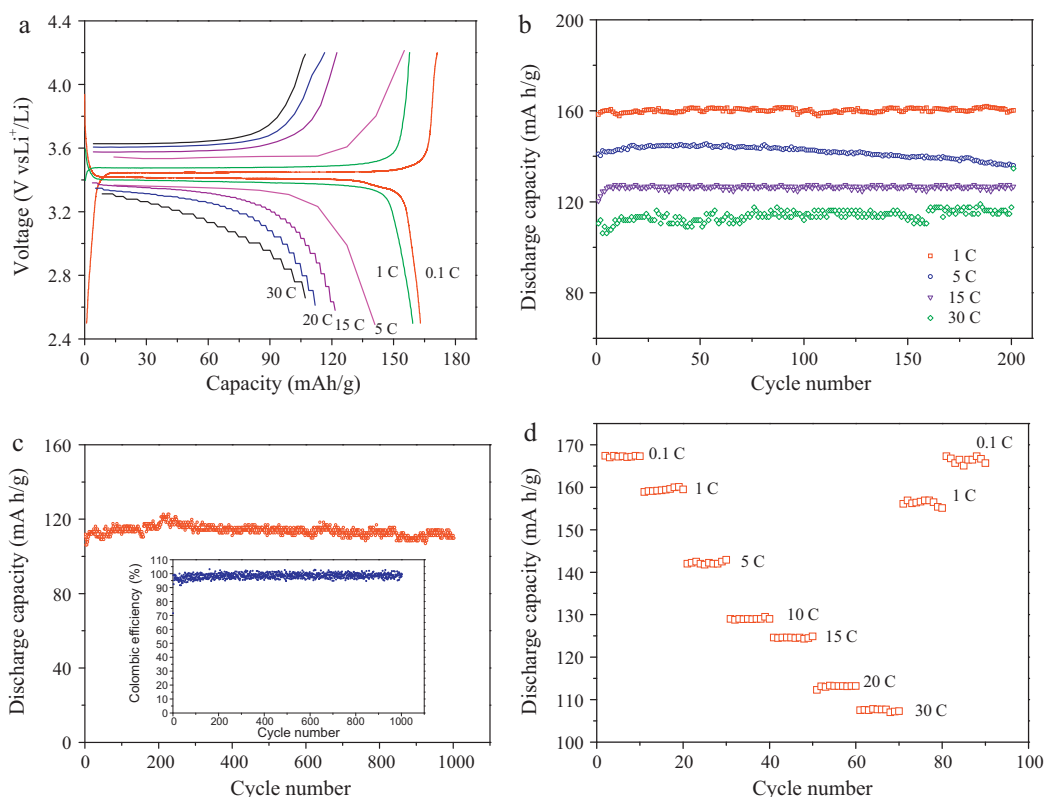 a
4.4
4.0
3.6
3.2
2.8
2.4
Voltage (V vsLi⁺/Li)
0 30 60 90 120 150 180
Capacity (mAh/g)
30 C
20 C
15 C
5 C
1 C
0.1 C
b
200
180
160
140
120
100
80
60
Discharge capacity (mA h/g)
0 50 100 150 200
Cycle number
1 C
5 C
15 C
30 C
c
160
120
80
40
0
Discharge capacity (mA h/g)
0 200 400 600 800 1000
Cycle number
110
100
90
80
70
60
50
40
30
20
10
0
Colombic efficiency (%)
0 200 400 600 800 1000
Cycle number
d
170
160
150
140
130
120
110
100
Discharge capacity (mA h/g)
0 20 40 60 80 100
Cycle number
0.1 C
1 C
5 C
10 C
15 C
20 C
30 C
1 C
0.1 C